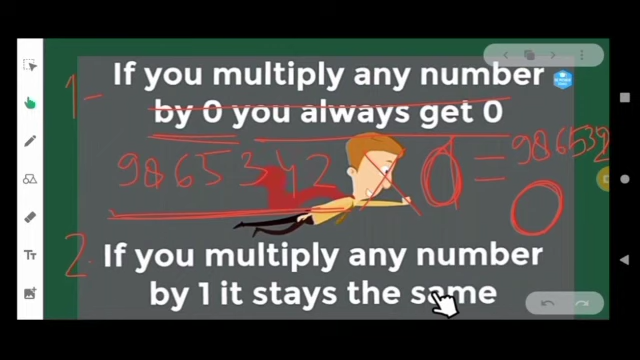 1- If you multiply any number
by 0 you always get 0
9865342 × 0 = 9865342
0
2. If you multiply any number
by 1 it stays the same